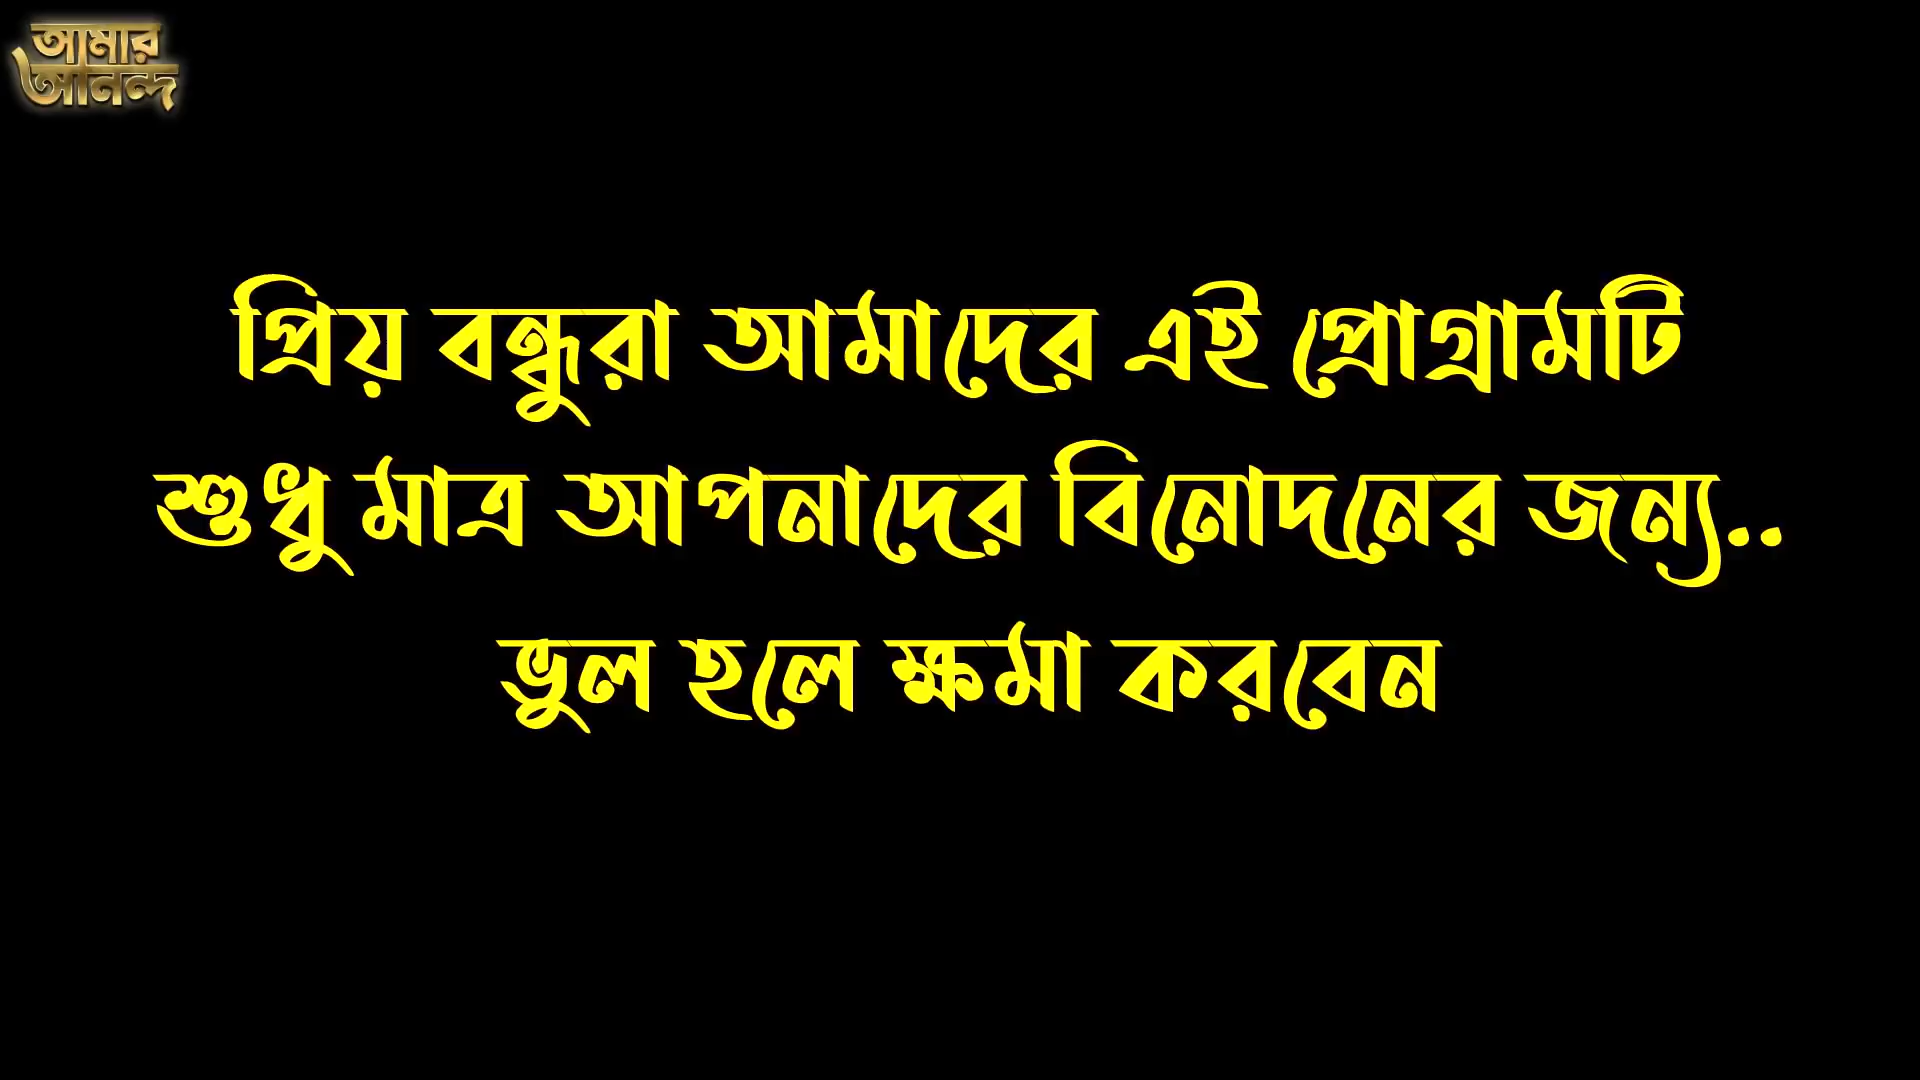 আমার
আনন্দ
প্রিয় বন্ধুরা আমাদের এই প্রোগ্রামটি
শুধু মাত্র আপনাদের বিনোদনের জন্য..
ভুল হলে ক্ষমা করবেন